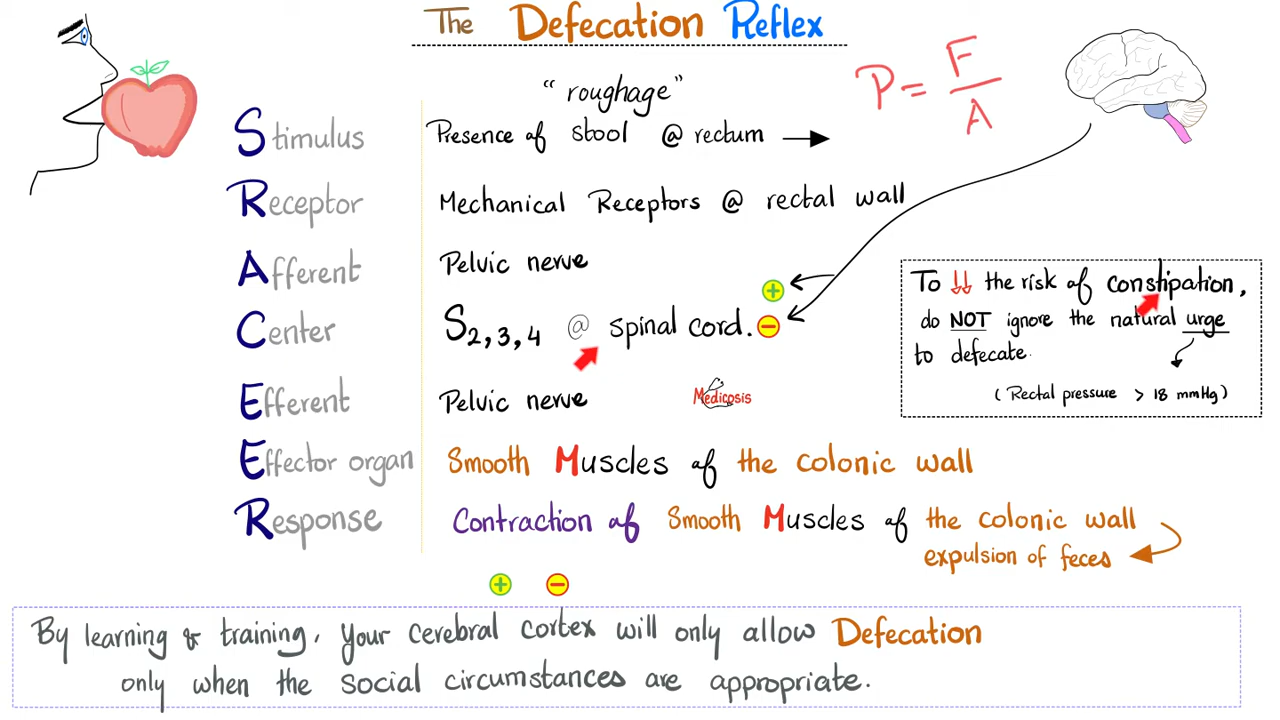 The Defecation Reflex
P = F / A
"roughage"
Stimulus Presence of stool @ rectum →
Receptor Mechanical Receptors @ rectal wall
Afferent Pelvic nerve
Center S2,3,4 @ spinal cord. + −
Efferent Pelvic nerve
Medicosis
Effector organ Smooth Muscles of the colonic wall
Response Contraction of Smooth Muscles of the colonic wall
expulsion of feces
To ↓↓ the risk of constipation,
do NOT ignore the natural urge
to defecate.
(Rectal pressure > 18 mmHg)
+ −
By learning & training, your cerebral cortex will only allow Defecation
only when the social circumstances are appropriate.